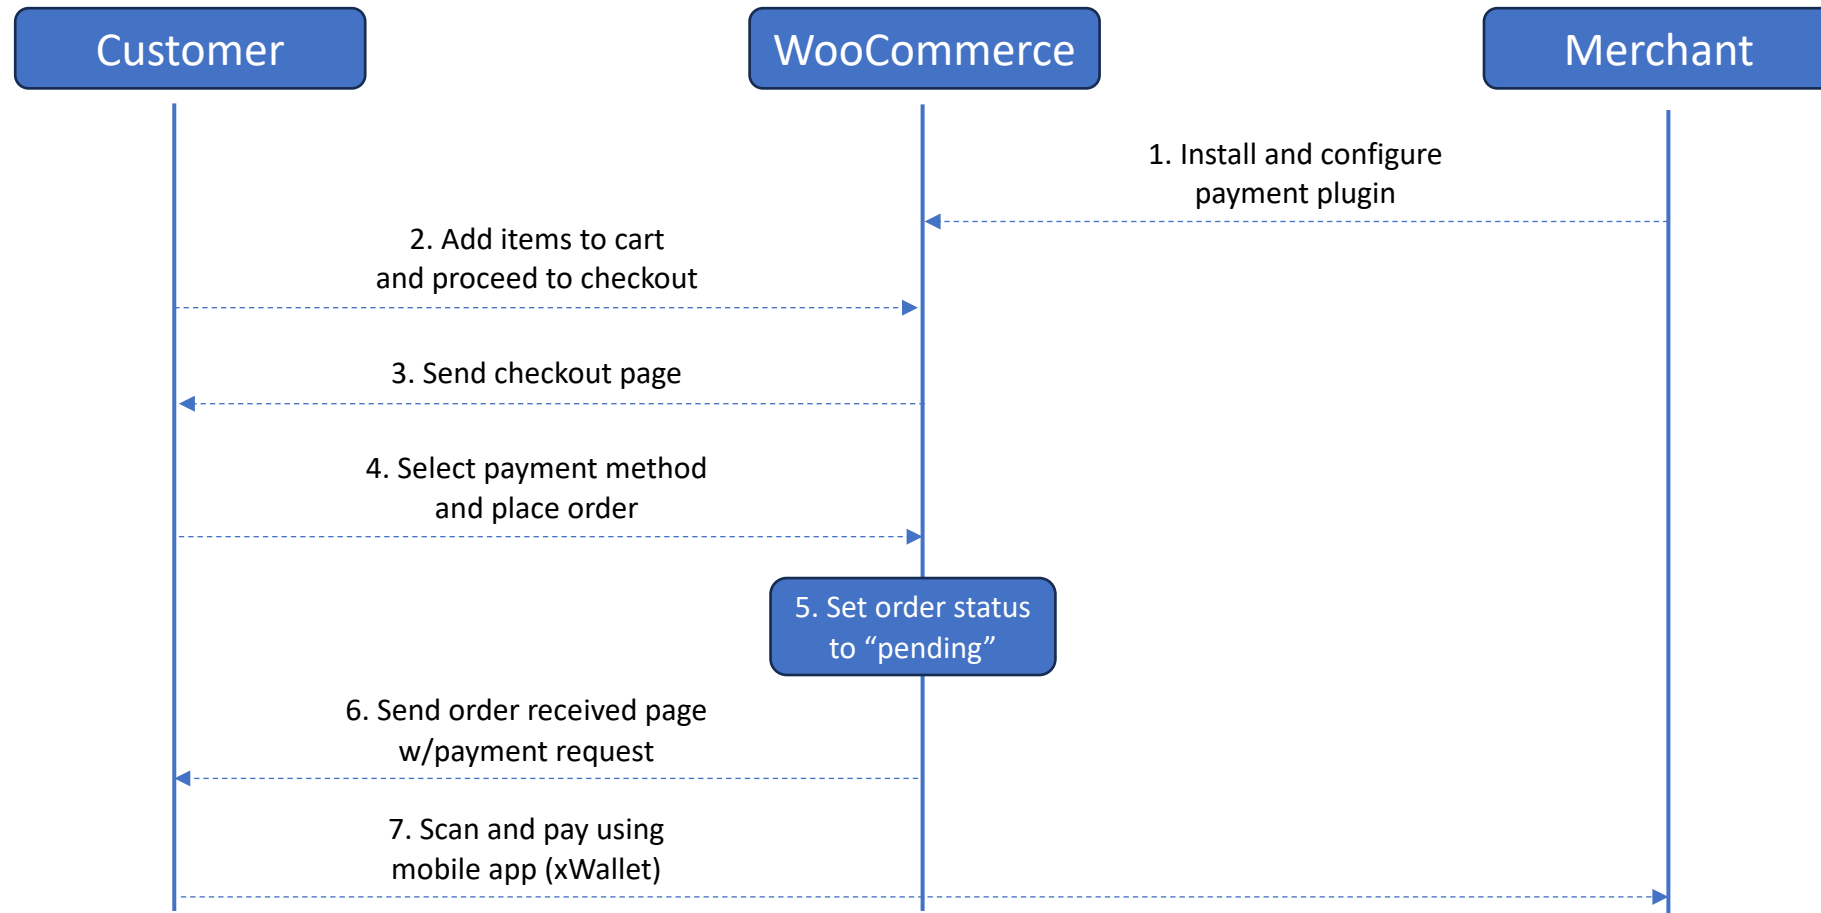 Customer
WooCommerce
Merchant
1. Install and configure
payment plugin
2. Add items to cart
and proceed to checkout
3. Send checkout page
4. Select payment method
and place order
5. Set order status
to “pending”
6. Send order received page
w/payment request
7. Scan and pay using
mobile app (xWallet)